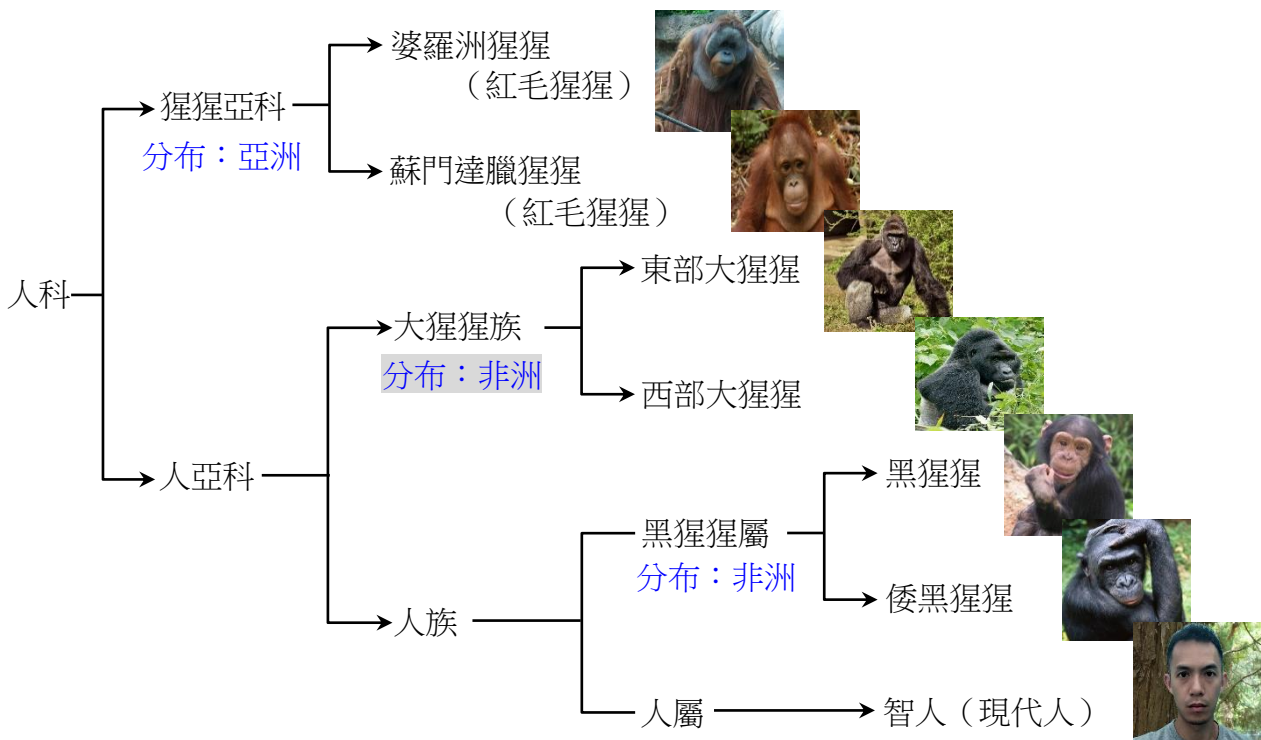 婆羅洲猩猩
（紅毛猩猩）
猩猩亞科
分布：亞洲
蘇門達臘猩猩
（紅毛猩猩）
東部大猩猩
人科
大猩猩族
分布：非洲
西部大猩猩
人亞科
黑猩猩
黑猩猩屬
分布：非洲
倭黑猩猩
人族
人屬
智人（現代人）